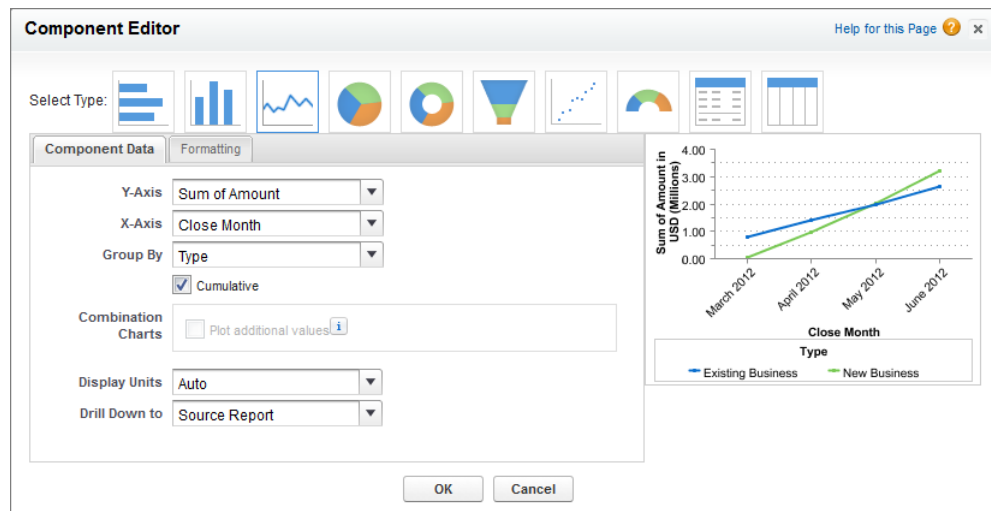 Component Editor
Help for this Page
Select Type:
Component Data
Formatting
Y-Axis
Sum of Amount
X-Axis
Close Month
Group By
Type
Cumulative
Combination
Charts
Plot additional values
i
Display Units
Auto
Drill Down to
Source Report
OK
Cancel
Sum of Amount in
USD (Millions)
4.00
3.00
2.00
1.00
0.00
March 2012
April 2012
May 2012
June 2012
Close Month
Type
Existing Business
New Business